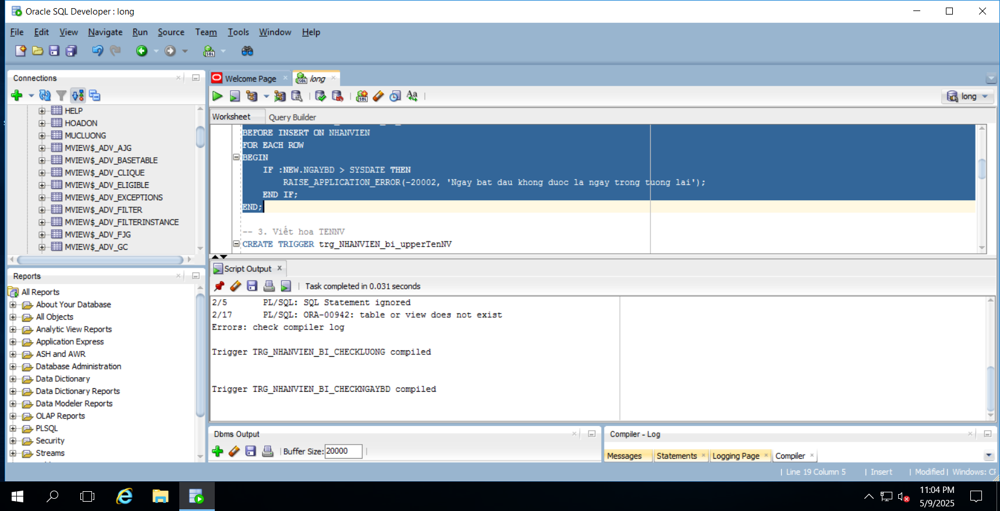 Oracle SQL Developer : long
File Edit View Navigate Run Source Team Tools Window Help
Connections
HELP
HOADON
MUCLUONG
MVIEW$_ADV_AJG
MVIEW$_ADV_BASETABLE
MVIEW$_ADV_CLIQUE
MVIEW$_ADV_ELIGIBLE
MVIEW$_ADV_EXCEPTIONS
MVIEW$_ADV_FILTER
MVIEW$_ADV_FILTERINSTANCE
MVIEW$_ADV_FJG
MVIEW$_ADV_GC
Reports
All Reports
About Your Database
All Objects
Analytic View Reports
Application Express
ASH and AWR
Database Administration
Data Dictionary
Data Dictionary Reports
Data Modeler Reports
OLAP Reports
PLSQL
Security
Streams
Welcome Page
long
long
Worksheet Query Builder
BEFORE INSERT ON NHANVIEN
FOR EACH ROW
BEGIN
IF :NEW.NGAYBD > SYSDATE THEN
RAISE_APPLICATION_ERROR(-20002, 'Ngay bat dau khong duoc la ngay trong tuong lai');
END IF;
END;
-- 3. Viết hoa TENNV
CREATE TRIGGER trg_NHANVIEN_bi_upperTenNV
Script Output
Task completed in 0.031 seconds
2/5 PL/SQL: SQL Statement ignored
2/17 PL/SQL: ORA-00942: table or view does not exist
Errors: check compiler log
Trigger TRG_NHANVIEN_BI_CHECKLUONG compiled
Trigger TRG_NHANVIEN_BI_CHECKNGAYBD compiled
Dbms Output
Buffer Size: 20000
Compiler - Log
Messages Statements Logging Page Compiler
Line 19 Column 5 Insert Modified Windows:
11:04 PM
5/9/2025